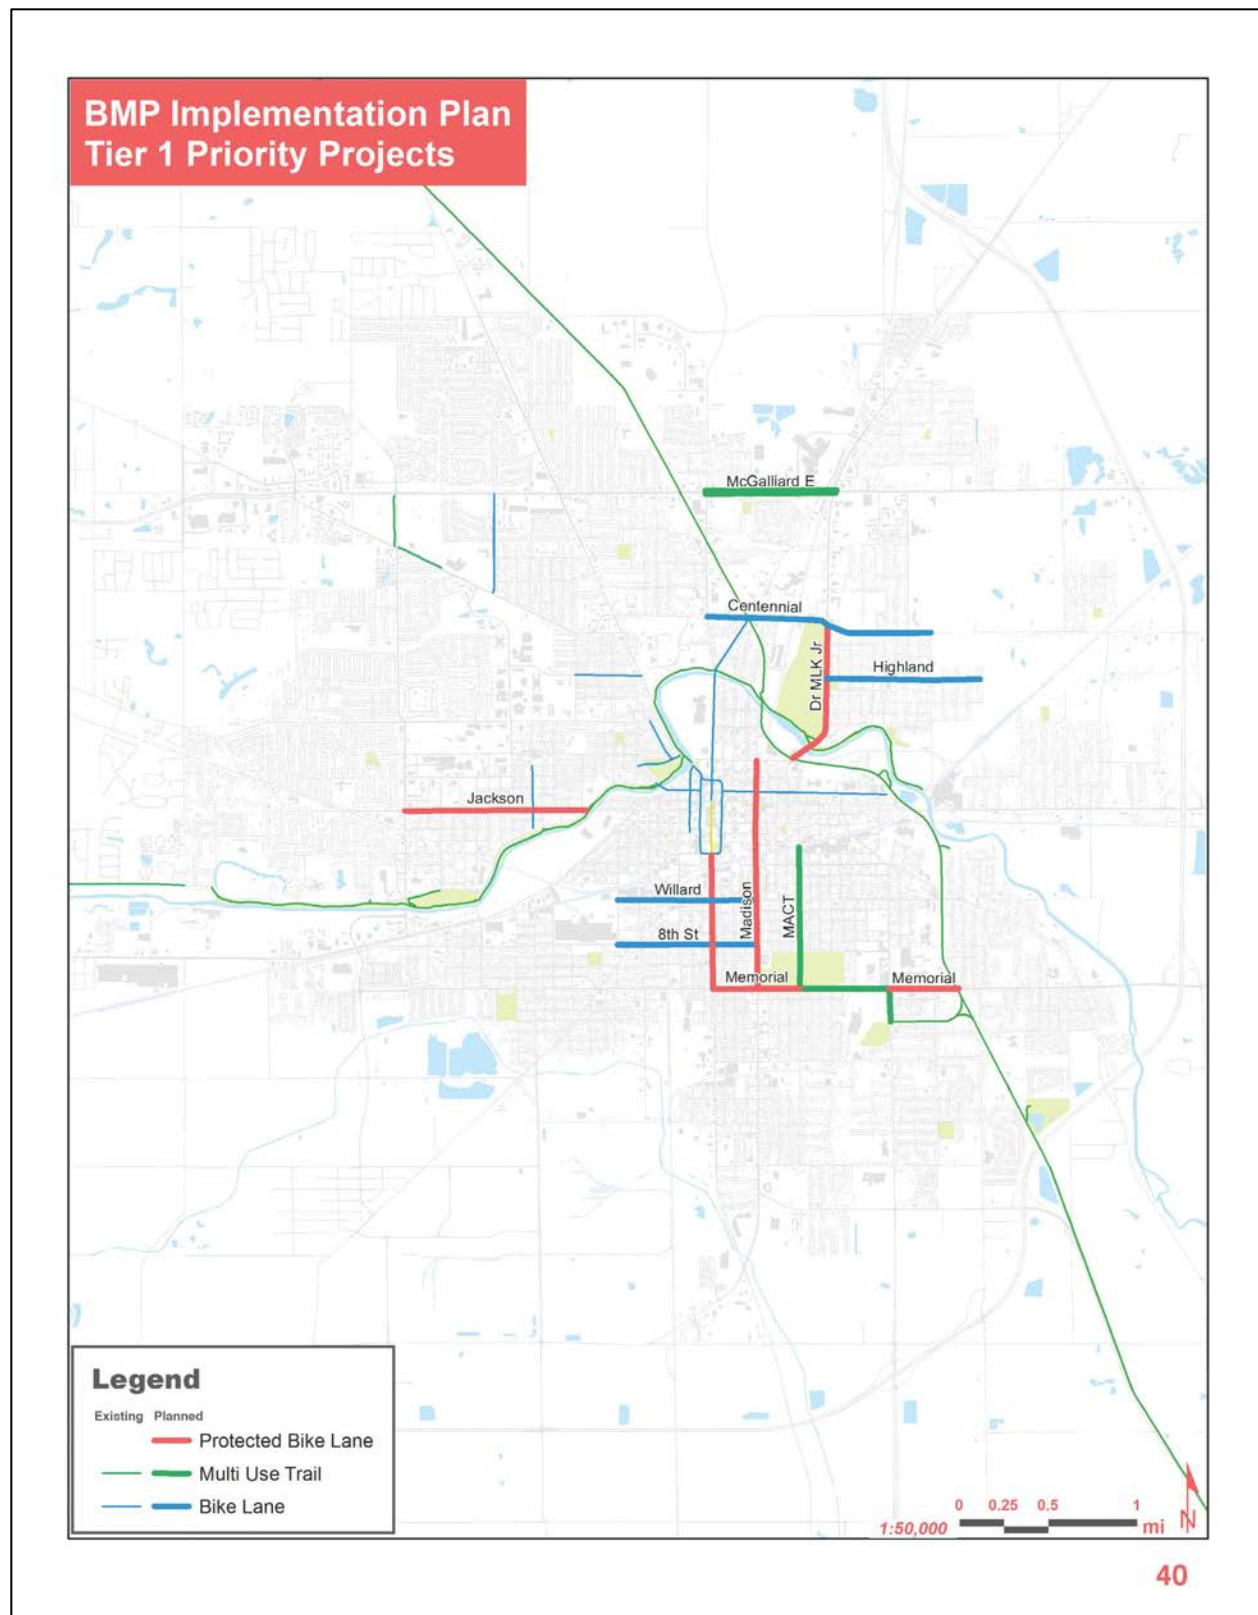 BMP Implementation Plan
Tier 1 Priority Projects
McGalliard E
Centennial
Dr MLK Jr
Highland
Jackson
Willard
Madison
MACT
8th St
Memorial
Memorial
Legend
Existing Planned
Protected Bike Lane
Multi Use Trail
Bike Lane
0 0.25 0.5 1
1:50,000
mi
N
40